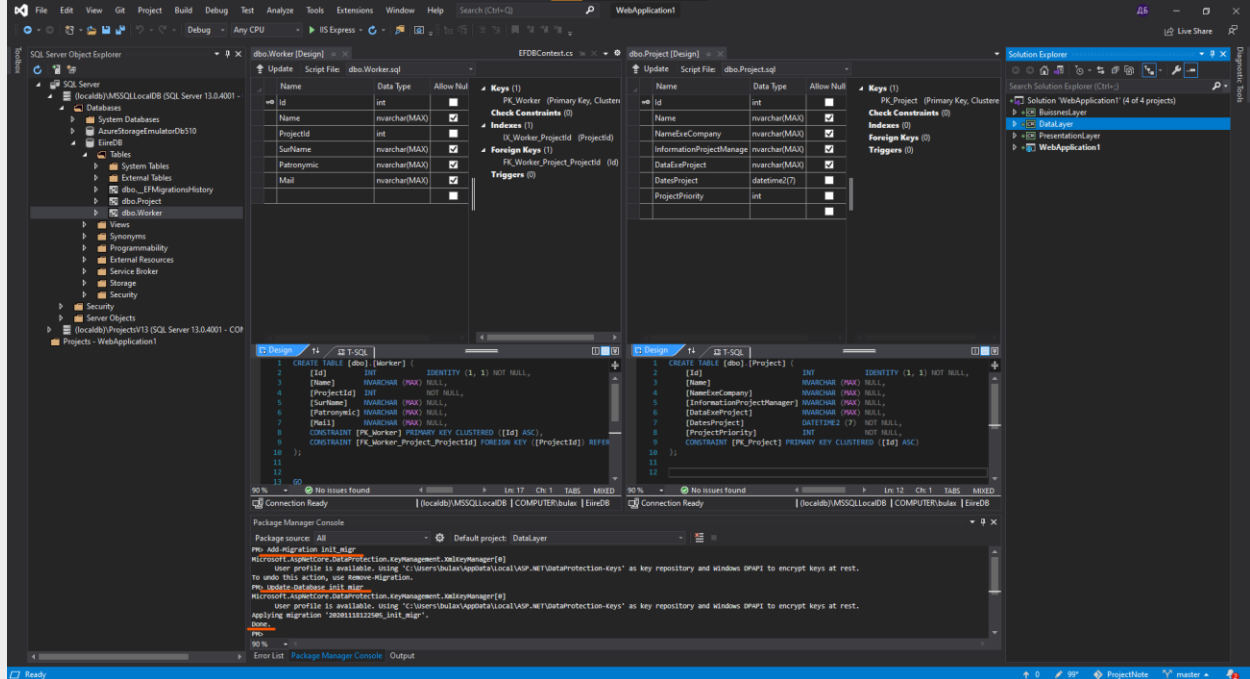 File Edit View Git Project Build Debug Test Analyze Tools Extensions Window Help Search (Ctrl+Q) WebApplication1 ДБ
Debug Any CPU IIS Express Live Share
Toolbox
SQL Server Object Explorer
SQL Server
(localdb)\MSSQLLocalDB (SQL Server 13.0.4001 -
Databases
System Databases
AzureStorageEmulatorDb510
EiireDB
Tables
System Tables
External Tables
dbo.__EFMigrationsHistory
dbo.Project
dbo.Worker
Views
Synonyms
Programmability
External Resources
Service Broker
Storage
Security
Security
Server Objects
(localdb)\ProjectsV13 (SQL Server 13.0.4001 - COM
Projects - WebApplication1
dbo.Worker [Design] EFDBContext.cs
Update Script File: dbo.Worker.sql
Name Data Type Allow Nul
Id int
Name nvarchar(MAX)
ProjectId int
SurName nvarchar(MAX)
Patronymic nvarchar(MAX)
Mail nvarchar(MAX)
Keys (1)
PK_Worker (Primary Key, Clustere
Check Constraints (0)
Indexes (1)
IX_Worker_ProjectId (ProjectId)
Foreign Keys (1)
FK_Worker_Project_ProjectId (Id)
Triggers (0)
Design T-SQL
1 CREATE TABLE [dbo].[Worker] (
2 [Id] INT IDENTITY (1, 1) NOT NULL,
3 [Name] NVARCHAR (MAX) NULL,
4 [ProjectId] INT NOT NULL,
5 [SurName] NVARCHAR (MAX) NULL,
6 [Patronymic] NVARCHAR (MAX) NULL,
7 [Mail] NVARCHAR (MAX) NULL,
8 CONSTRAINT [PK_Worker] PRIMARY KEY CLUSTERED ([Id] ASC),
9 CONSTRAINT [FK_Worker_Project_ProjectId] FOREIGN KEY ([ProjectId]) REFER
10 );
11
12
13 GO
90 % No issues found Ln: 17 Ch: 1 TABS MIXED
Connection Ready (localdb)\MSSQLLocalDB COMPUTER\bulax EiireDB
dbo.Project [Design]
Update Script File: dbo.Project.sql
Name Data Type Allow Null
Id int
Name nvarchar(MAX)
NameExeCompany nvarchar(MAX)
InformationProjectManage nvarchar(MAX)
DataExeProject nvarchar(MAX)
DatesProject datetime2(7)
ProjectPriority int
Keys (1)
PK_Project (Primary Key, Clustere
Check Constraints (0)
Indexes (0)
Foreign Keys (0)
Triggers (0)
Design T-SQL
1 CREATE TABLE [dbo].[Project] (
2 [Id] INT IDENTITY (1, 1) NOT NULL,
3 [Name] NVARCHAR (MAX) NULL,
4 [NameExeCompany] NVARCHAR (MAX) NULL,
5 [InformationProjectManager] NVARCHAR (MAX) NULL,
6 [DataExeProject] NVARCHAR (MAX) NULL,
7 [DatesProject] DATETIME2 (7) NOT NULL,
8 [ProjectPriority] INT NOT NULL,
9 CONSTRAINT [PK_Project] PRIMARY KEY CLUSTERED ([Id] ASC)
10 );
11
12
90 % No issues found Ln: 12 Ch: 1 TABS MIXED
Connection Ready (localdb)\MSSQLLocalDB COMPUTER\bulax EiireDB
Package Manager Console
Package source: All Default project: DataLayer
PM> Add-Migration init_migr
Microsoft.AspNetCore.DataProtection.KeyManagement.XmlKeyManager[0]
User profile is available. Using 'C:\Users\bulax\AppData\Local\ASP.NET\DataProtection-Keys' as key repository and Windows DPAPI to encrypt keys at rest.
To undo this action, use Remove-Migration.
PM> Update-Database init_migr
Microsoft.AspNetCore.DataProtection.KeyManagement.XmlKeyManager[0]
User profile is available. Using 'C:\Users\bulax\AppData\Local\ASP.NET\DataProtection-Keys' as key repository and Windows DPAPI to encrypt keys at rest.
Applying migration '20201118122505_init_migr'.
Done.
PM>
90 %
Error List Package Manager Console Output
Solution Explorer
Search Solution Explorer (Ctrl+;)
Solution 'WebApplication1' (4 of 4 projects)
BuissnesLayer
DataLayer
PresentationLayer
WebApplication1
Diagnostic Tools
Ready 0 99+ ProjectNote master 2